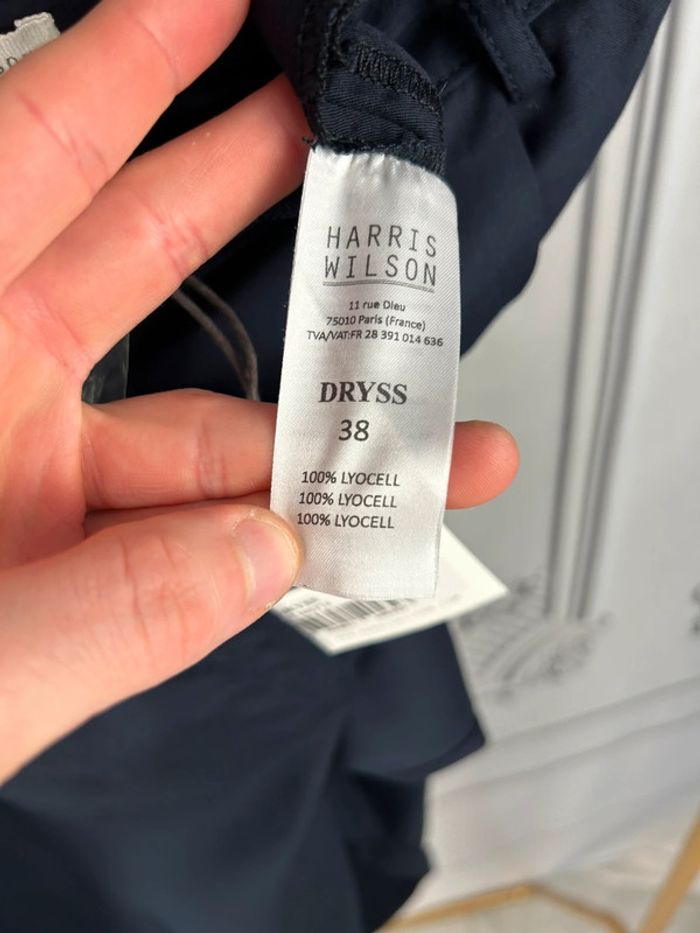 HARRIS
WILSON
11 rue Dieu
75010 Paris (France)
TVA/VAT:FR 28 391 014 636
DRYSS
38
100% LYOCELL
100% LYOCELL
100% LYOCELL